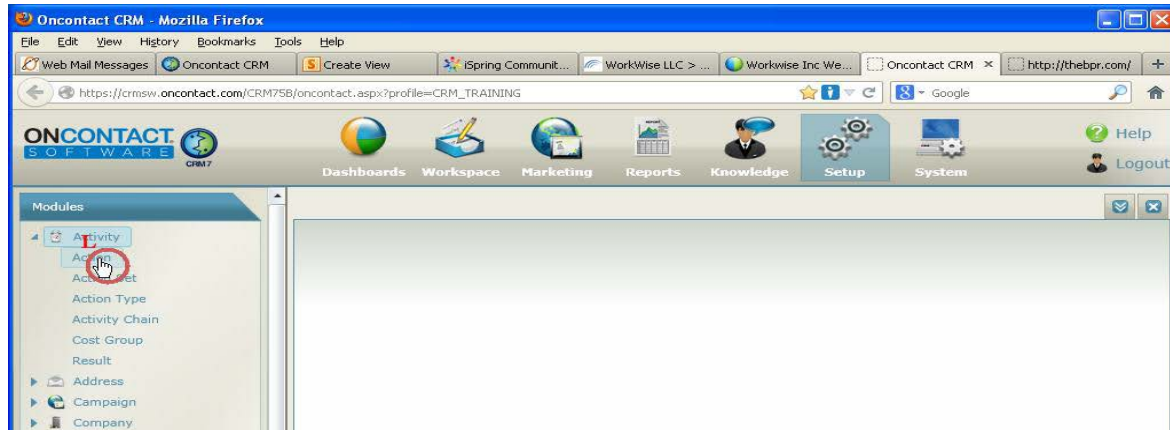 Oncontact CRM - Mozilla Firefox
File Edit View History Bookmarks Tools Help
Web Mail Messages Oncontact CRM Create View iSpring Communit... WorkWise LLC > ... Workwise Inc We... Oncontact CRM http://thebpr.com/
https://crmsw.oncontact.com/CRM75B/oncontact.aspx?profile=CRM_TRAINING Google
ONCONTACT
SOFTWARE
CRM7
Dashboards Workspace Marketing Reports Knowledge Setup System
Help
Logout
Modules
Activity
L
Action
Action Set
Action Type
Activity Chain
Cost Group
Result
Address
Campaign
Company